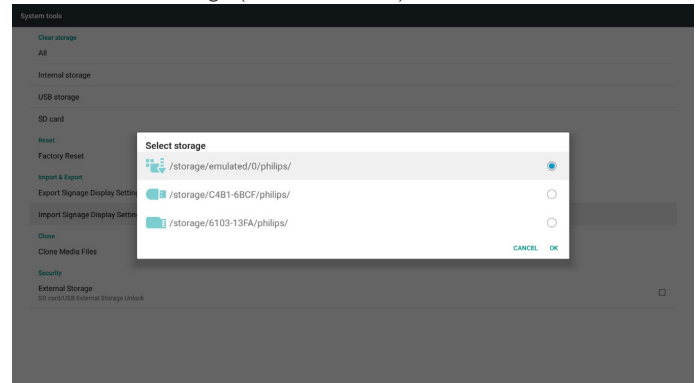 System tools
Clear storage
All
Internal storage
USB storage
SD card
Reset
Factory Reset
Import & Export
Export Signage Display Setting
Import Signage Display Setting
Clone
Clone Media Files
Security
External Storage
SD card/USB External Storage Unlock
Select storage
/storage/emulated/0/philips/
/storage/C4B1-6BCF/philips/
/storage/6103-13FA/philips/
CANCEL OK